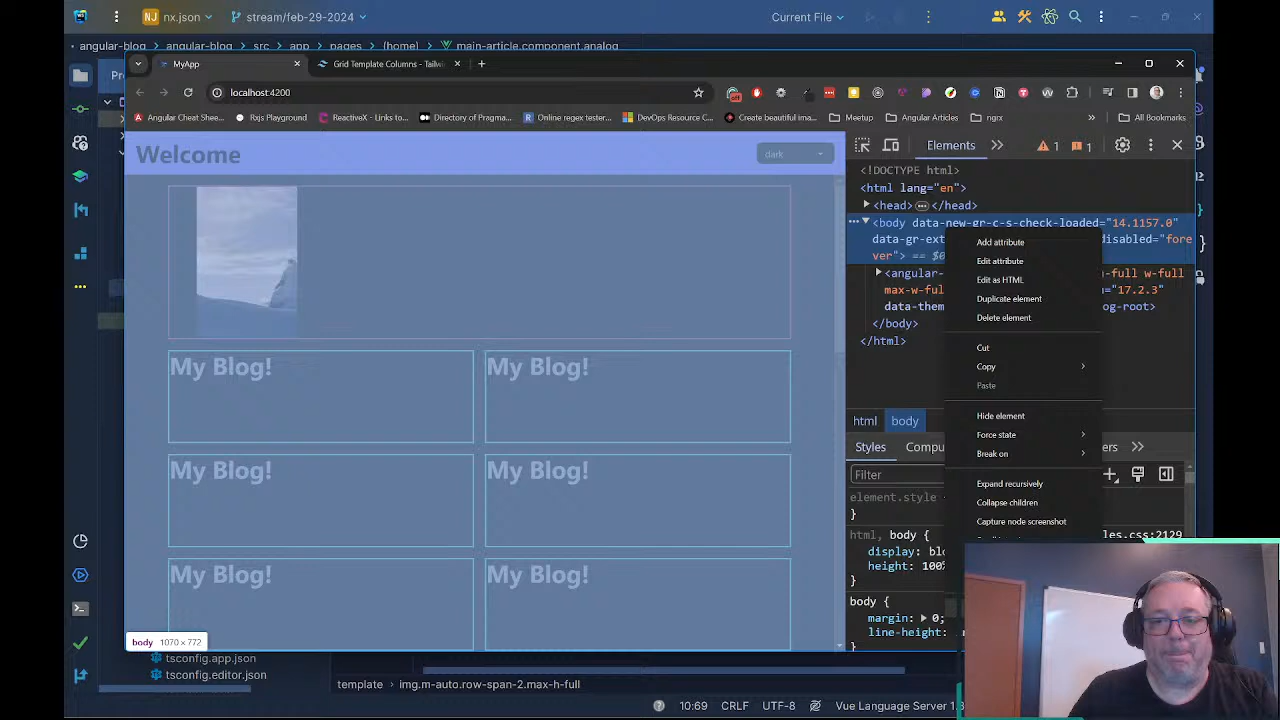 NJ nx.json stream/feb-29-2024 Current File
angular-blog angular-blog src app pages (home) main-article.component.analog
MyApp Grid Template Columns - Tailwi
localhost:4200
off
Angular Cheat Shee... Rxjs Playground ReactiveX - Links to... Directory of Pragma... Online regex tester... DevOps Resource C... Create beautiful ima... Meetup Angular Articles ngrx » All Bookmarks
Welcome
dark
Elements » 1 1
<!DOCTYPE html>
<html lang="en">
<head> ••• </head>
••• <body data-new-gr-c-s-check-loaded="14.1157.0"
data-gr-ext disabled="fore
ver"> == $0
<angular- -full w-full
max-w-ful ="17.2.3"
data-them og-root>
</body>
</html>
Add attribute
Edit attribute
Edit as HTML
Duplicate element
Delete element
Cut
Copy
Paste
Hide element
Force state
Break on
Expand recursively
Collapse children
Capture node screenshot
html body
Styles Compu ers »
Filter
element.style
}
html, body { les.css:2129
display: blo
height: 100
}
body {
margin: 0;
line-height:
}
My Blog! My Blog!
My Blog! My Blog!
My Blog! My Blog!
body 1070 × 772
tsconfig.app.json
tsconfig.editor.json
template img.m-auto.row-span-2.max-h-full
10:69 CRLF UTF-8 Vue Language Server 1.8